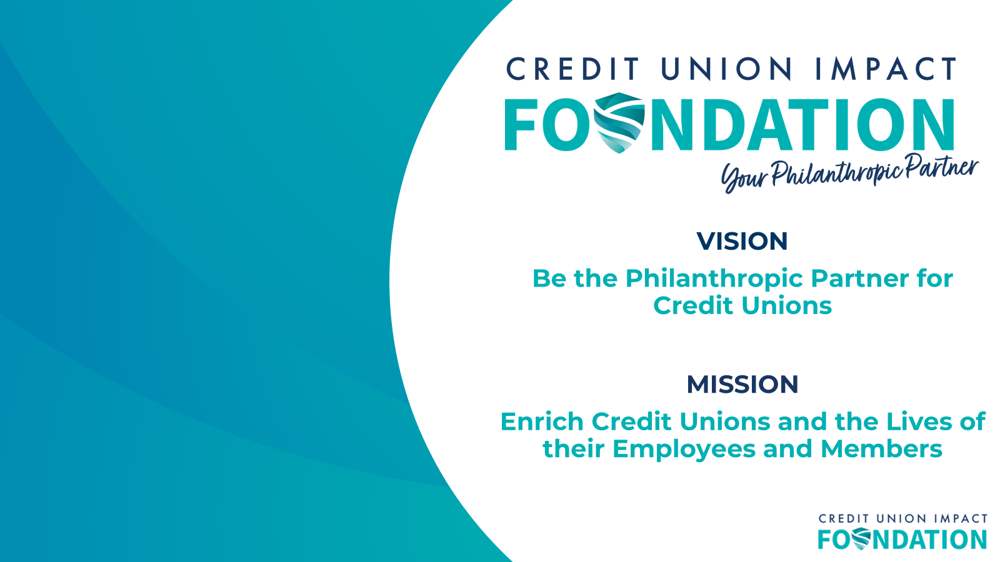 CREDIT UNION IMPACT
FOUNDATION
Your Philanthropic Partner
VISION
Be the Philanthropic Partner for
Credit Unions
MISSION
Enrich Credit Unions and the Lives of
their Employees and Members
CREDIT UNION IMPACT
FOUNDATION